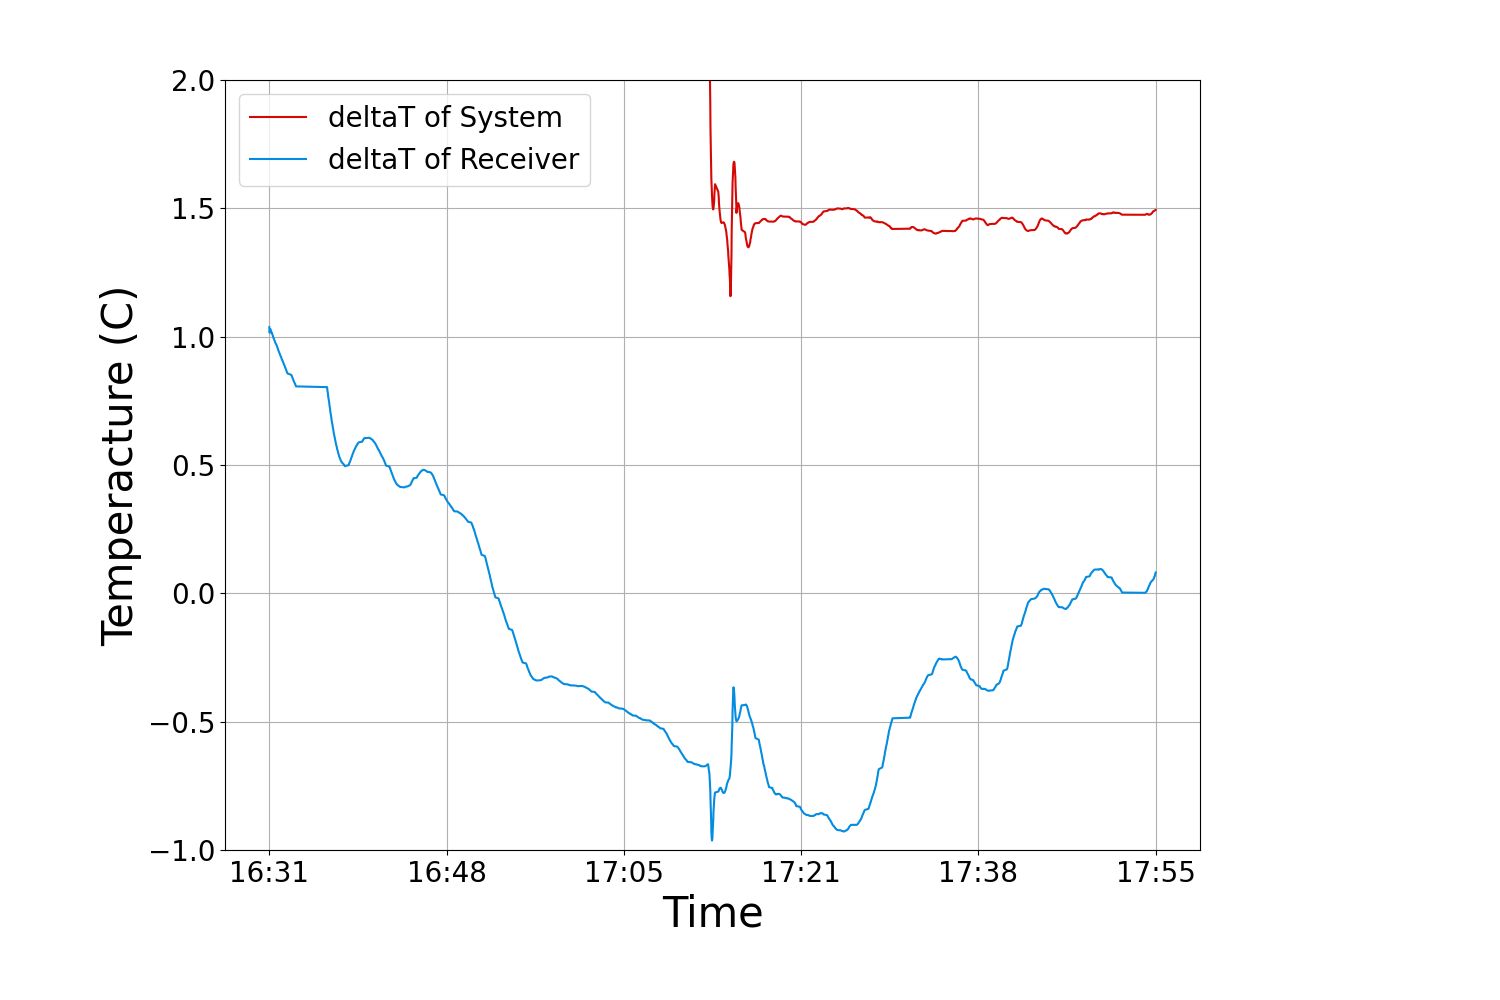 deltaT of System
deltaT of Receiver
2.0
1.5
1.0
0.5
0.0
−0.5
−1.0
Temperacture (C)
16:31 16:48 17:05 17:21 17:38 17:55
Time